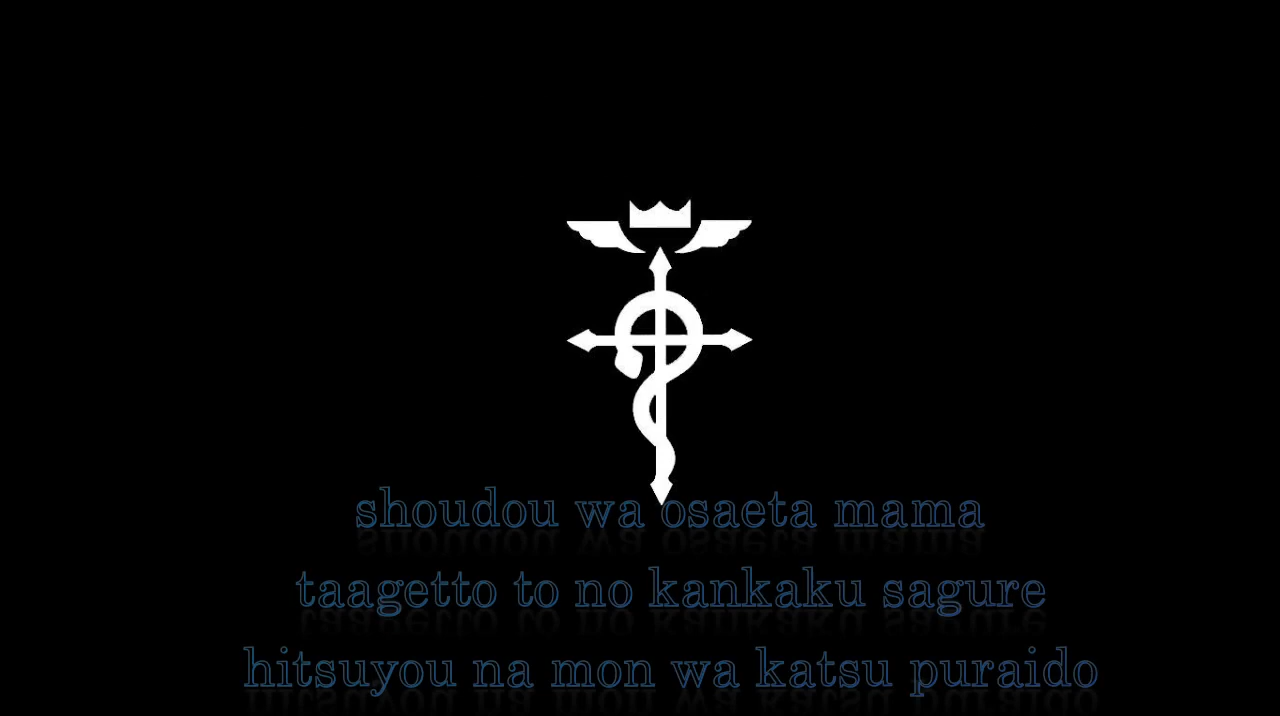 shoudou wa osaeta mama
taagetto to no kankaku sagure
hitsuyou na mon wa katsu puraido